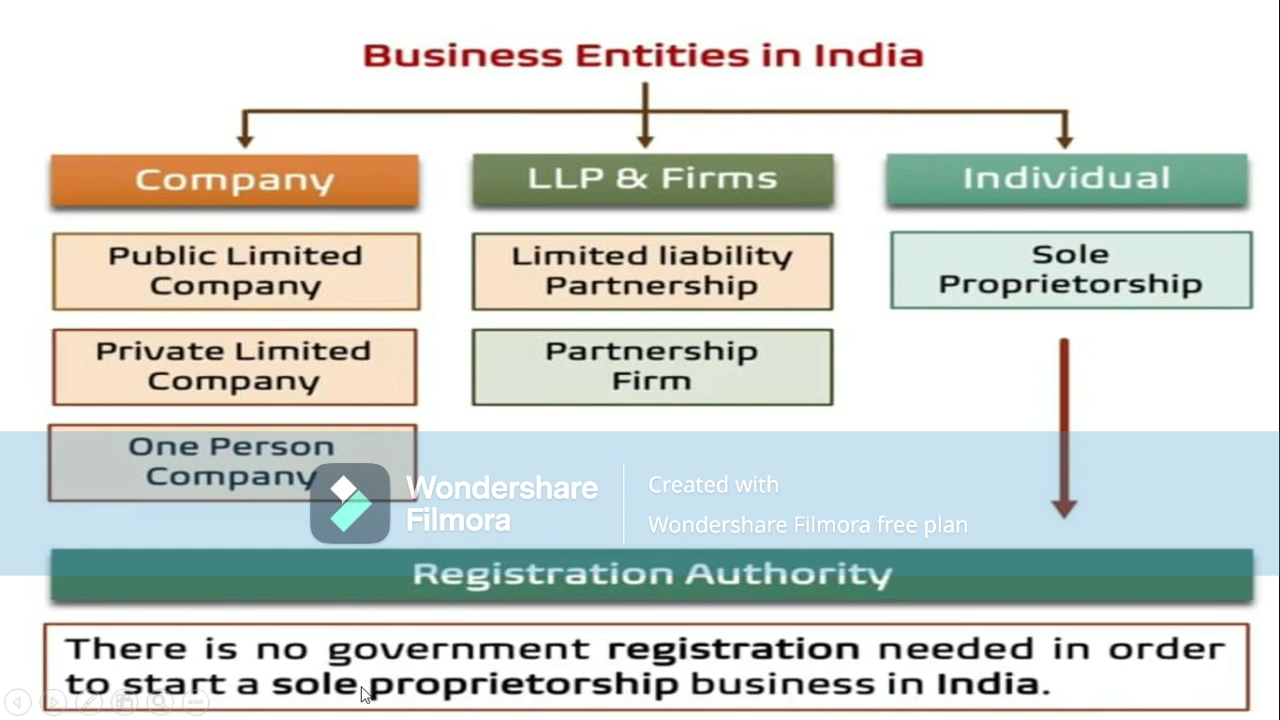 Business Entities in India
Company
LLP & Firms
Individual
Public Limited
Company
Limited liability
Partnership
Sole
Proprietorship
Private Limited
Company
Partnership
Firm
One Person
Company
Wondershare
Filmora
Created with
Wondershare Filmora free plan
Registration Authority
There is no government registration needed in order
to start a sole proprietorship business in India.